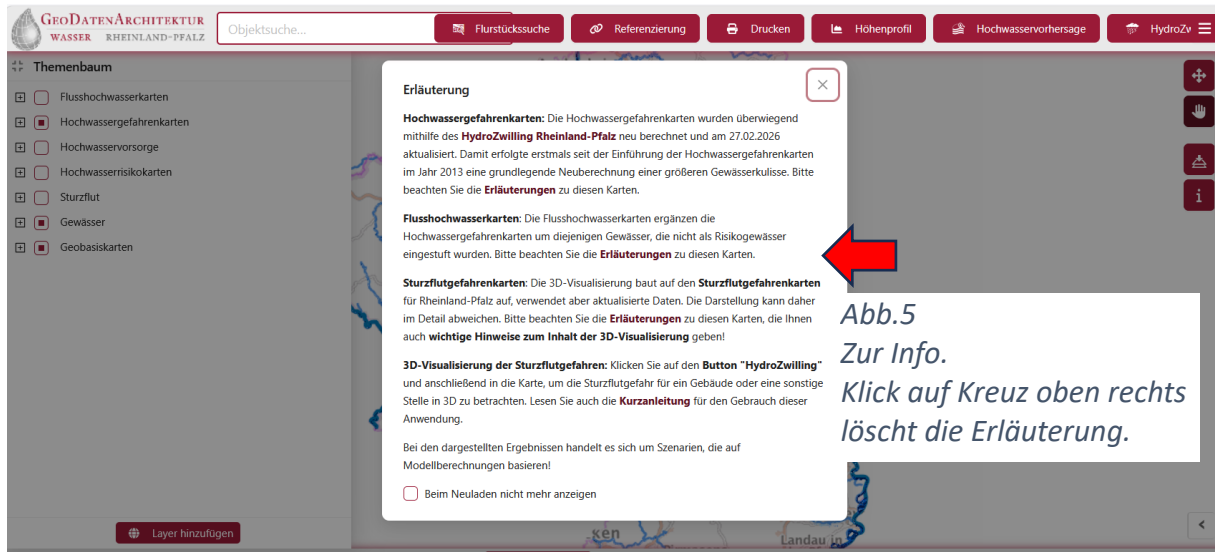 GEODATENARCHITEKTUR
WASSER RHEINLAND-PFALZ
Objektsuche...
Flurstückssuche
Referenzierung
Drucken
Höhenprofil
Hochwasservorhersage
HydroZw
Themenbaum
Flusshochwasserkarten
Hochwassergefahrenkarten
Hochwasservorsorge
Hochwasserrisikokarten
Sturzflut
Gewässer
Geobasiskarten
Layer hinzufügen
Erläuterung
Hochwassergefahrenkarten: Die Hochwassergefahrenkarten wurden überwiegend
mithilfe des HydroZwilling Rheinland-Pfalz neu berechnet und am 27.02.2026
aktualisiert. Damit erfolgte erstmals seit der Einführung der Hochwassergefahrenkarten
im Jahr 2013 eine grundlegende Neuberechnung einer größeren Gewässerkulisse. Bitte
beachten Sie die Erläuterungen zu diesen Karten.
Flusshochwasserkarten: Die Flusshochwasserkarten ergänzen die
Hochwassergefahrenkarten um diejenigen Gewässer, die nicht als Risikogewässer
eingestuft wurden. Bitte beachten Sie die Erläuterungen zu diesen Karten.
Sturzflutgefahrenkarten: Die 3D-Visualisierung baut auf den Sturzflutgefahrenkarten
für Rheinland-Pfalz auf, verwendet aber aktualisierte Daten. Die Darstellung kann daher
im Detail abweichen. Bitte beachten Sie die Erläuterungen zu diesen Karten, die Ihnen
auch wichtige Hinweise zum Inhalt der 3D-Visualisierung geben!
3D-Visualisierung der Sturzflutgefahren: Klicken Sie auf den Button "HydroZwilling"
und anschließend in die Karte, um die Sturzflutgefahr für ein Gebäude oder eine sonstige
Stelle in 3D zu betrachten. Lesen Sie auch die Kurzanleitung für den Gebrauch dieser
Anwendung.
Bei den dargestellten Ergebnissen handelt es sich um Szenarien, die auf
Modellberechnungen basieren!
Beim Neuladen nicht mehr anzeigen
Abb.5
Zur Info.
Klick auf Kreuz oben rechts
löscht die Erläuterung.
ken
Landau in